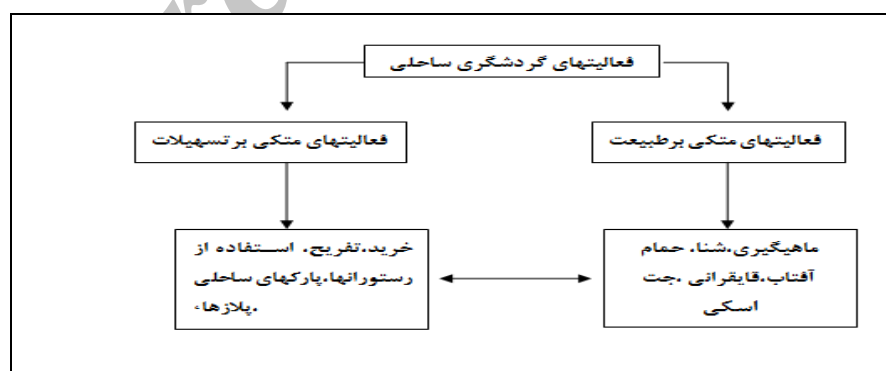 فعالیتهای گردشگری ساحلی
فعالیتهای متکی برطبیعت
فعالیتهای متکی بر تسهیلات
ماهیگیری.شنا. حمام
آفتاب.قایقرانی .جت
اسکی
خرید.تفریح. استفاده از
رستورانها.پارکهای ساحلی
.پلاژها،